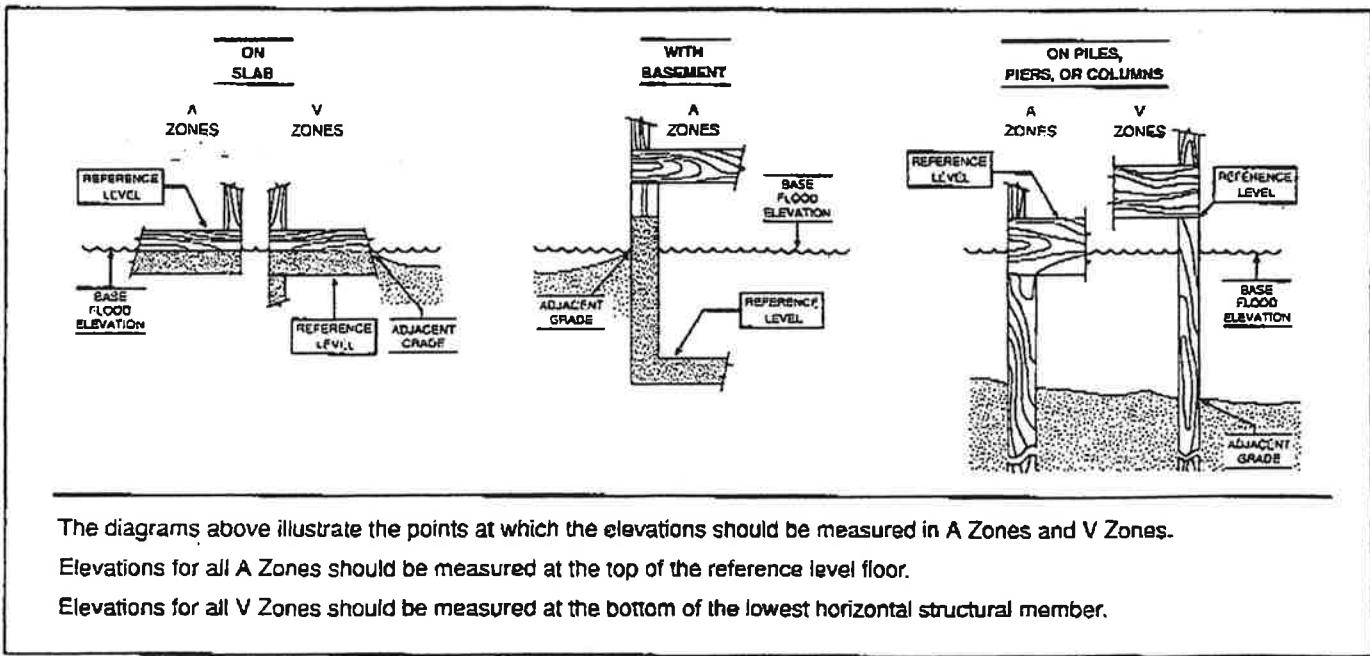 ON
SLAB
A
ZONES
V
ZONES
REFERENCE
LEVEL
BASE
FLOOD
ELEVATION
REFERENCE
LEVEL
ADJACENT
GRADE
WITH
BASEMENT
A
ZONES
BASE
FLOOD
ELEVATION
ADJACENT
GRADE
REFERENCE
LEVEL
ON PILES,
PIERS, OR COLUMNS
A
ZONES
V
ZONES
REFERENCE
LEVEL
REFERENCE
LEVEL
BASE
FLOOD
ELEVATION
ADJACENT
GRADE
The diagrams above illustrate the points at which the elevations should be measured in A Zones and V Zones.
Elevations for all A Zones should be measured at the top of the reference level floor.
Elevations for all V Zones should be measured at the bottom of the lowest horizontal structural member.